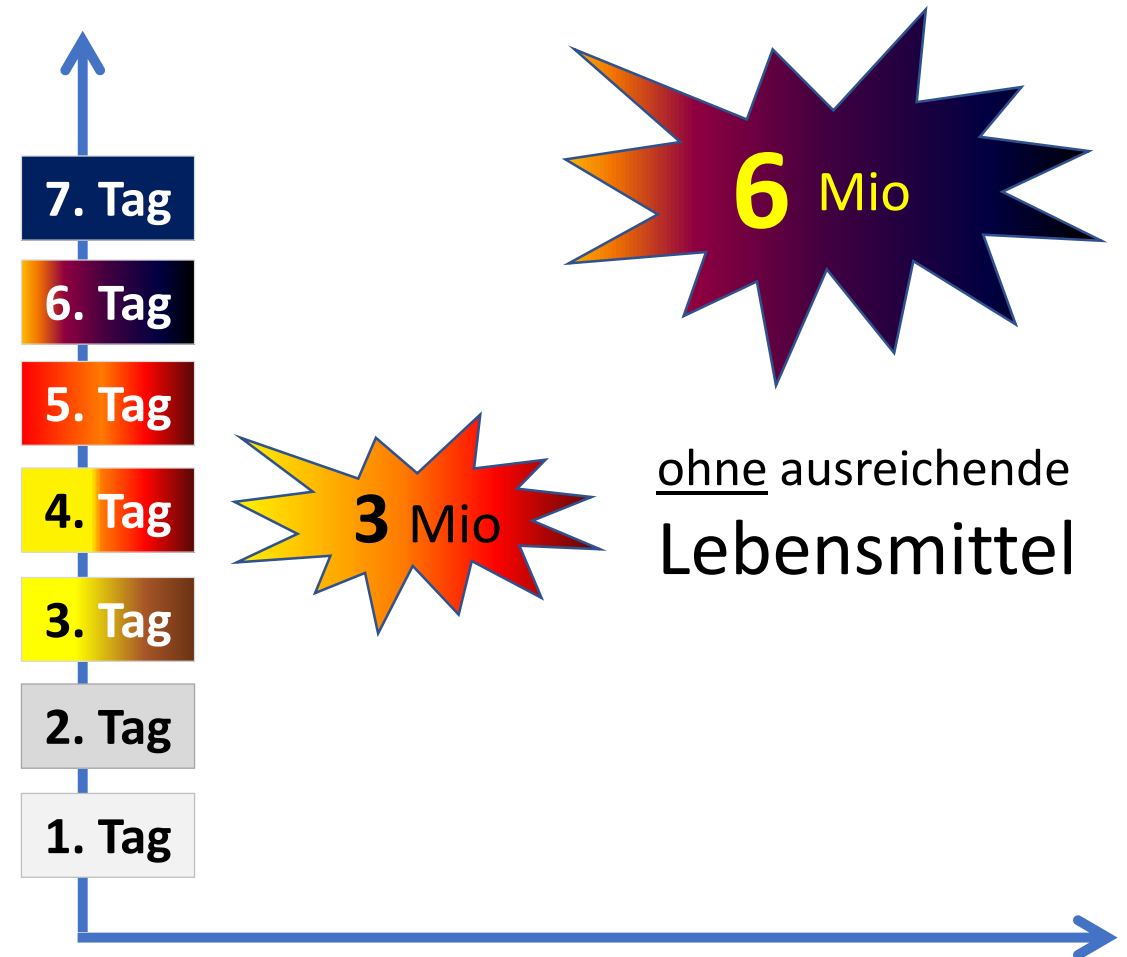 6 Mio
7. Tag
6. Tag
5. Tag
4. Tag
3. Tag
2. Tag
1. Tag
3 Mio
ohne ausreichende
Lebensmittel